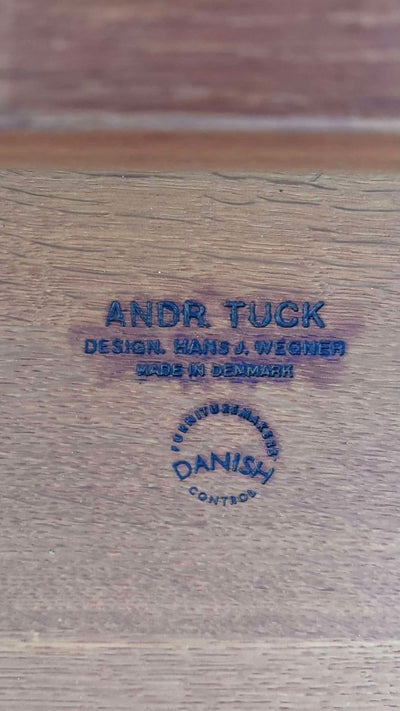 ANDR. TUCK
DESIGN. HANS J. WEGNER
MADE IN DENMARK
FURNITUREMAKERS
DANISH
CONTROL